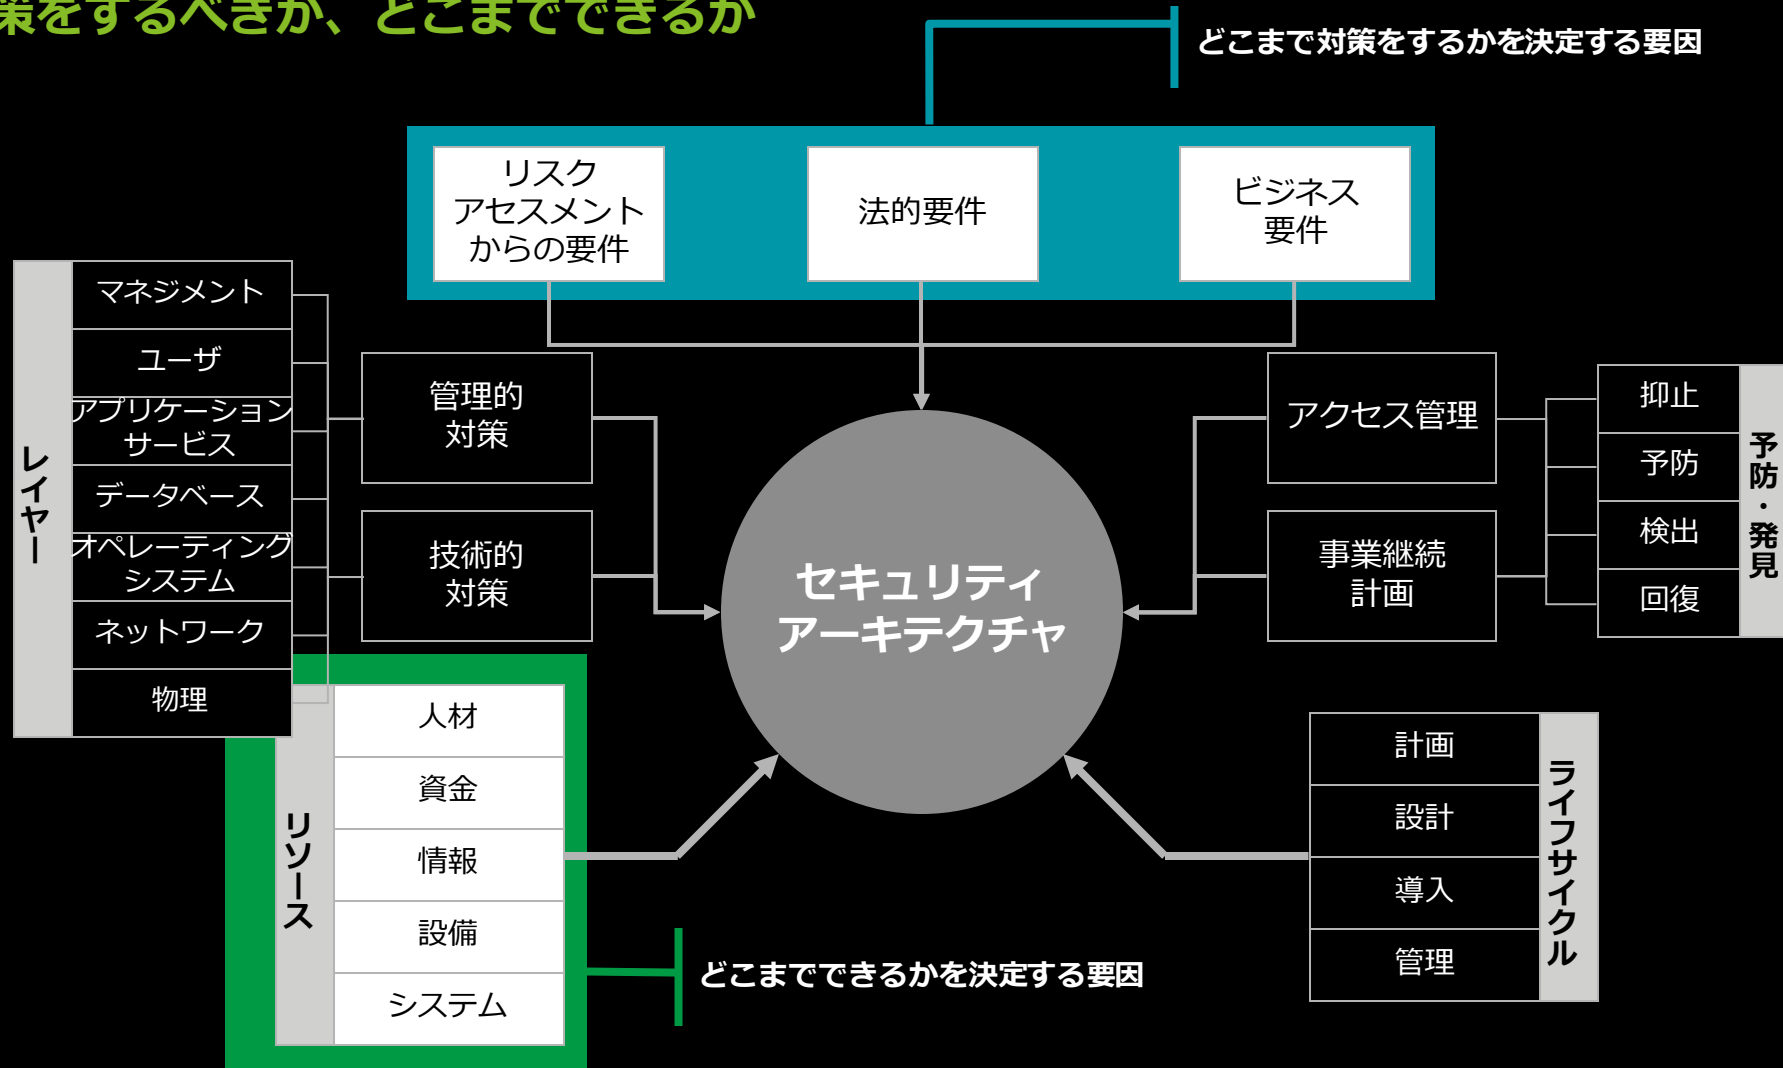 策をするべきか、どこまでできるか
どこまで対策をするかを決定する要因
リスク
アセスメント
からの要件
法的要件
ビジネス
要件
レイヤー
マネジメント
ユーザ
アプリケーション
サービス
データベース
オペレーティング
システム
ネットワーク
物理
管理的
対策
技術的
対策
セキュリティ
アーキテクチャ
アクセス管理
事業継続
計画
抑止
予防
検出
回復
予防・発見
リソース
人材
資金
情報
設備
システム
どこまでできるかを決定する要因
計画
設計
導入
管理
ライフサイクル